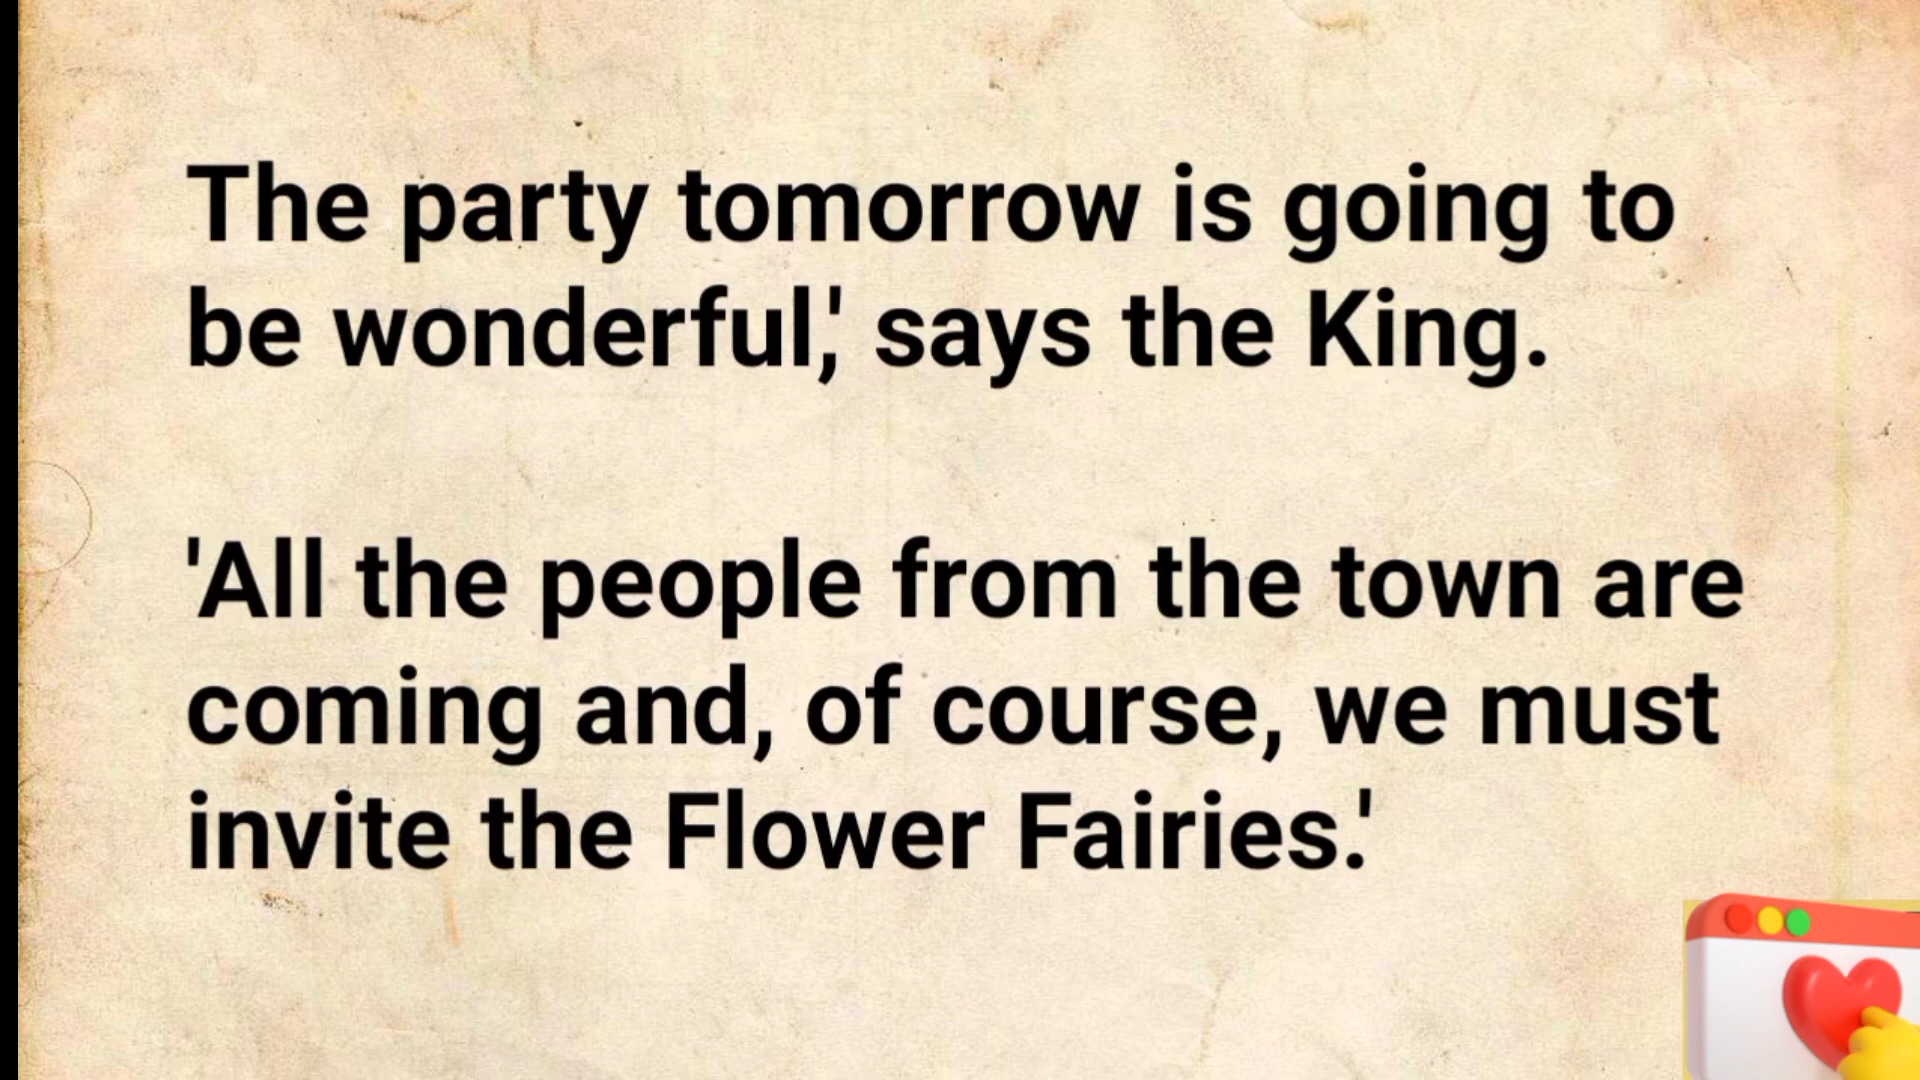 The party tomorrow is going to
be wonderful,' says the King.
'All the people from the town are
coming and, of course, we must
invite the Flower Fairies.'